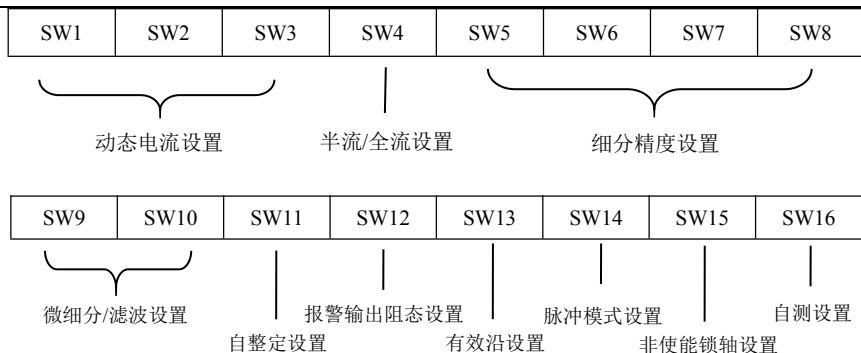 SW1 SW2 SW3 SW4 SW5 SW6 SW7 SW8
动态电流设置 半流/全流设置 细分精度设置
SW9 SW10 SW11 SW12 SW13 SW14 SW15 SW16
微细分/滤波设置 报警输出阻态设置 脉冲模式设置 自测设置
自整定设置 有效沿设置 非使能锁轴设置